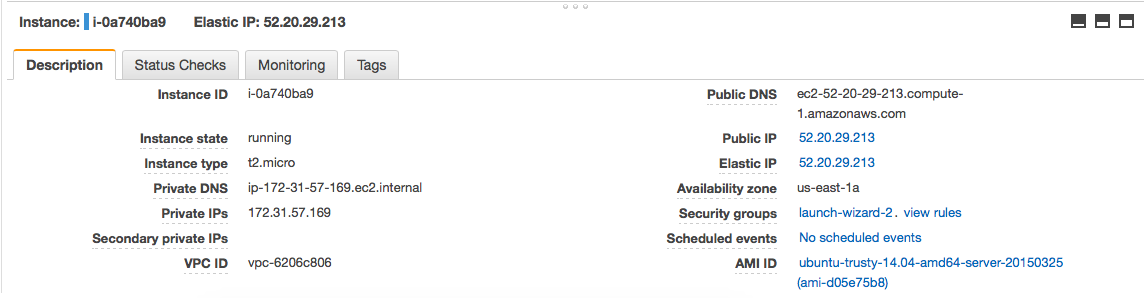 Instance: i-0a740ba9 Elastic IP: 52.20.29.213
Description Status Checks Monitoring Tags
Instance ID i-0a740ba9 Public DNS ec2-52-20-29-213.compute-
1.amazonaws.com
Instance state running Public IP 52.20.29.213
Instance type t2.micro Elastic IP 52.20.29.213
Private DNS ip-172-31-57-169.ec2.internal Availability zone us-east-1a
Private IPs 172.31.57.169 Security groups launch-wizard-2. view rules
Secondary private IPs Scheduled events No scheduled events
VPC ID vpc-6206c806 AMI ID ubuntu-trusty-14.04-amd64-server-20150325
(ami-d05e75b8)